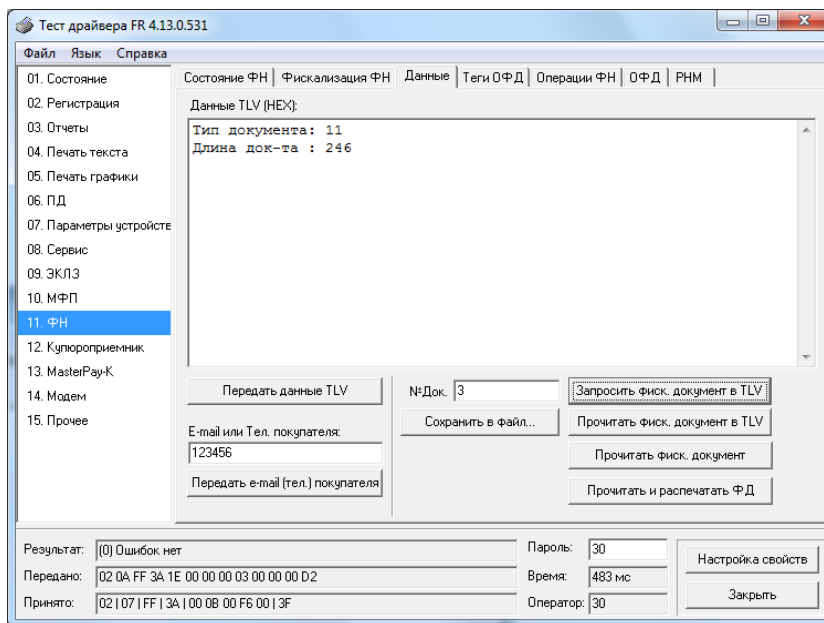 Тест драйвера FR 4.13.0.531
Файл Язык Справка
01. Состояние
02. Регистрация
03. Отчеты
04. Печать текста
05. Печать графики
06. ПД
07. Параметры устройств
08. Сервис
09. ЭКЛЗ
10. МФП
11. ФН
12. Купюроприемник
13. MasterPay-K
14. Модем
15. Прочее
Состояние ФН Фискализация ФН Данные Теги ОФД Операции ФН ОФД РНМ
Данные TLV (HEX):
Тип документа: 11
Длина док-та : 246
Передать данные TLV
E-mail или Тел. покупателя:
123456
Передать e-mail (тел.) покупателя
№Док. 3
Сохранить в файл...
Запросить фиск. документ в TLV
Прочитать фиск. документ в TLV
Прочитать фиск. документ
Прочитать и распечатать ФД
Результат: (0) Ошибок нет
Передано: 02 0A FF 3A 1E 00 00 00 03 00 00 00 D2
Принято: 02 | 07 | FF | 3A | 00 0B 00 F6 00 | 3F
Пароль: 30
Время: 483 мс
Оператор: 30
Настройка свойств
Закрыть